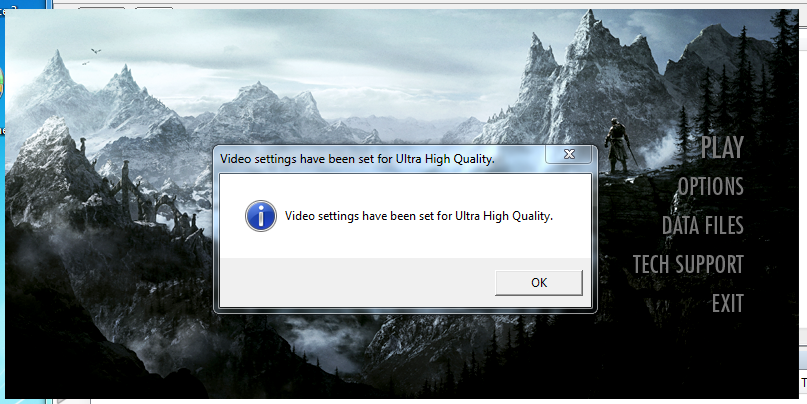 Video settings have been set for Ultra High Quality.
Video settings have been set for Ultra High Quality.
OK
PLAY
OPTIONS
DATA FILES
TECH SUPPORT
EXIT